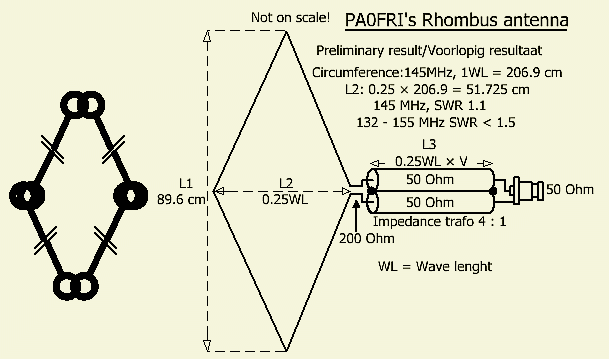 Not on scale!
PA0FRI's Rhombus antenna
Preliminary result/Voorlopig resultaat
Circumference:145MHz, 1WL = 206.9 cm
L2: 0.25 × 206.9 = 51.725 cm
145 MHz, SWR 1.1
132 - 155 MHz SWR < 1.5
L3
0.25WL × V
50 Ohm
50 Ohm
50 Ohm
Impedance trafo 4 : 1
200 Ohm
L1
89.6 cm
L2
0.25WL
WL = Wave lenght